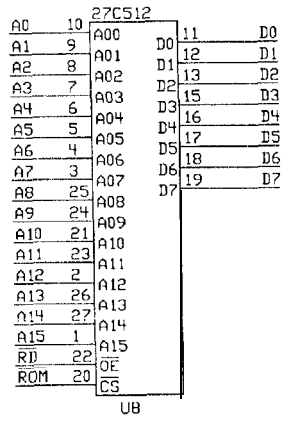 27C512
A0 10 A00 D0 11 D0
A1 9 A01 D1 12 D1
A2 8 A02 D2 13 D2
A3 7 A03 D3 15 D3
A4 6 A04 D4 16 D4
A5 5 A05 D5 17 D5
A6 4 A06 D6 18 D6
A7 3 A07 D7 19 D7
A8 25 A08
A9 24 A09
A10 21 A10
A11 23 A11
A12 2 A12
A13 26 A13
A14 27 A14
A15 1 A15
RD 22 OE
ROM 20 CS
U8